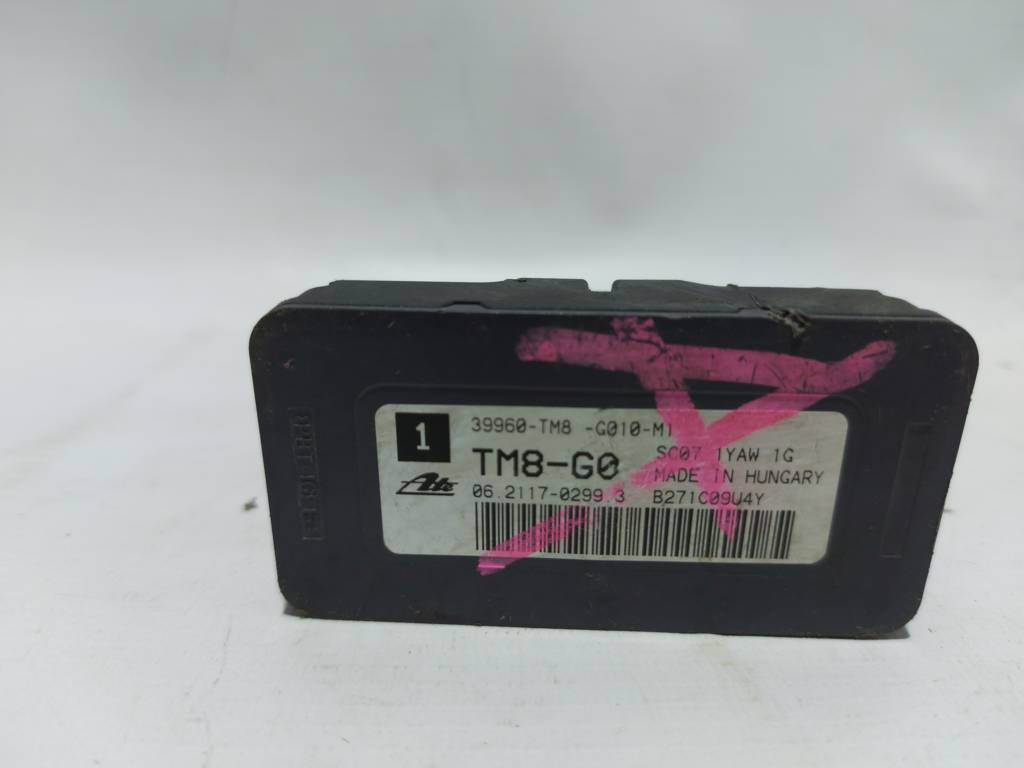 1
39960-TM8 -G010-M1
TM8-G0
SC07 1YAW 1G
MADE IN HUNGARY
Ate
06.2117-0299.3 B271C09U4Y